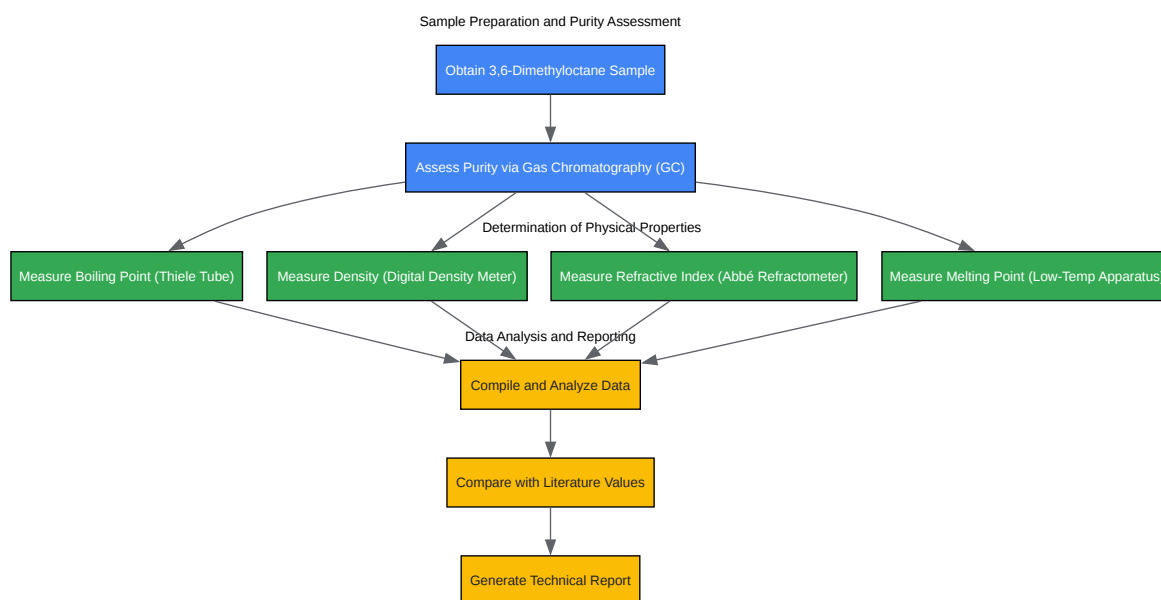 Sample Preparation and Purity Assessment
Obtain 3,6-Dimethyloctane Sample
Assess Purity via Gas Chromatography (GC)
Determination of Physical Properties
Measure Boiling Point (Thiele Tube)
Measure Density (Digital Density Meter)
Measure Refractive Index (Abbé Refractometer)
Measure Melting Point (Low-Temp Apparatus)
Data Analysis and Reporting
Compile and Analyze Data
Compare with Literature Values
Generate Technical Report